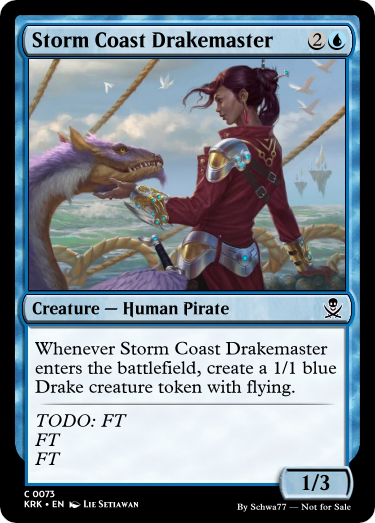 Storm Coast Drakemaster 2
Creature — Human Pirate
Whenever Storm Coast Drakemaster
enters the battlefield, create a 1/1 blue
Drake creature token with flying.
TODO: FT
FT
FT
1/3
C 0073
KRK • EN Lie Setiawan
By Schwa77 — Not for Sale